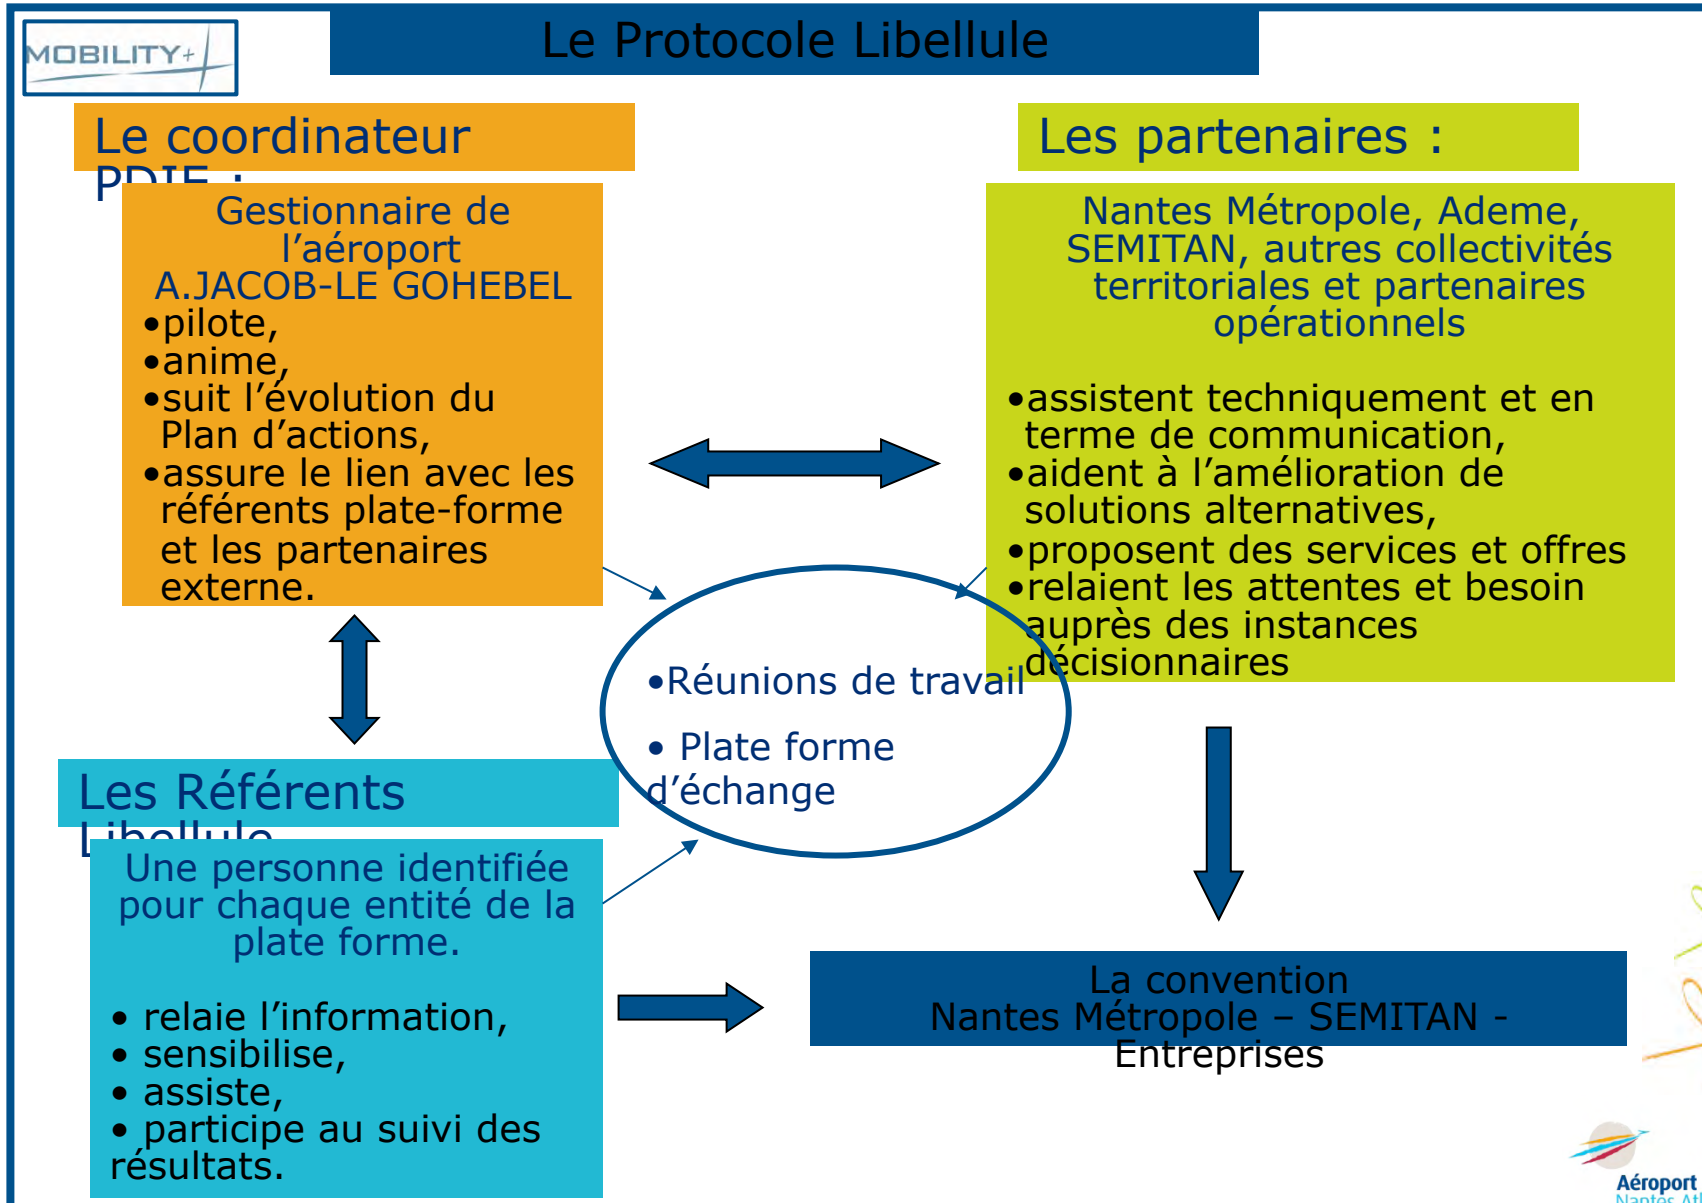 MOBILITY+
Le Protocole Libellule
Le coordinateur
PDIE :
Gestionnaire de
l’aéroport
A.JACOB-LE GOHEBEL
•pilote,
•anime,
•suit l’évolution du
Plan d’actions,
•assure le lien avec les
référents plate-forme
et les partenaires
externe.
Les partenaires :
Nantes Métropole, Ademe,
SEMITAN, autres collectivités
territoriales et partenaires
opérationnels
•assistent techniquement et en
terme de communication,
•aident à l’amélioration de
solutions alternatives,
•proposent des services et offres
•relaient les attentes et besoin
auprès des instances
décisionnaires
•Réunions de travail
• Plate forme
d’échange
Les Référents
Libellule
Une personne identifiée
pour chaque entité de la
plate forme.
• relaie l’information,
• sensibilise,
• assiste,
• participe au suivi des
résultats.
La convention
Nantes Métropole – SEMITAN -
Entreprises
Aéroport
Nantes